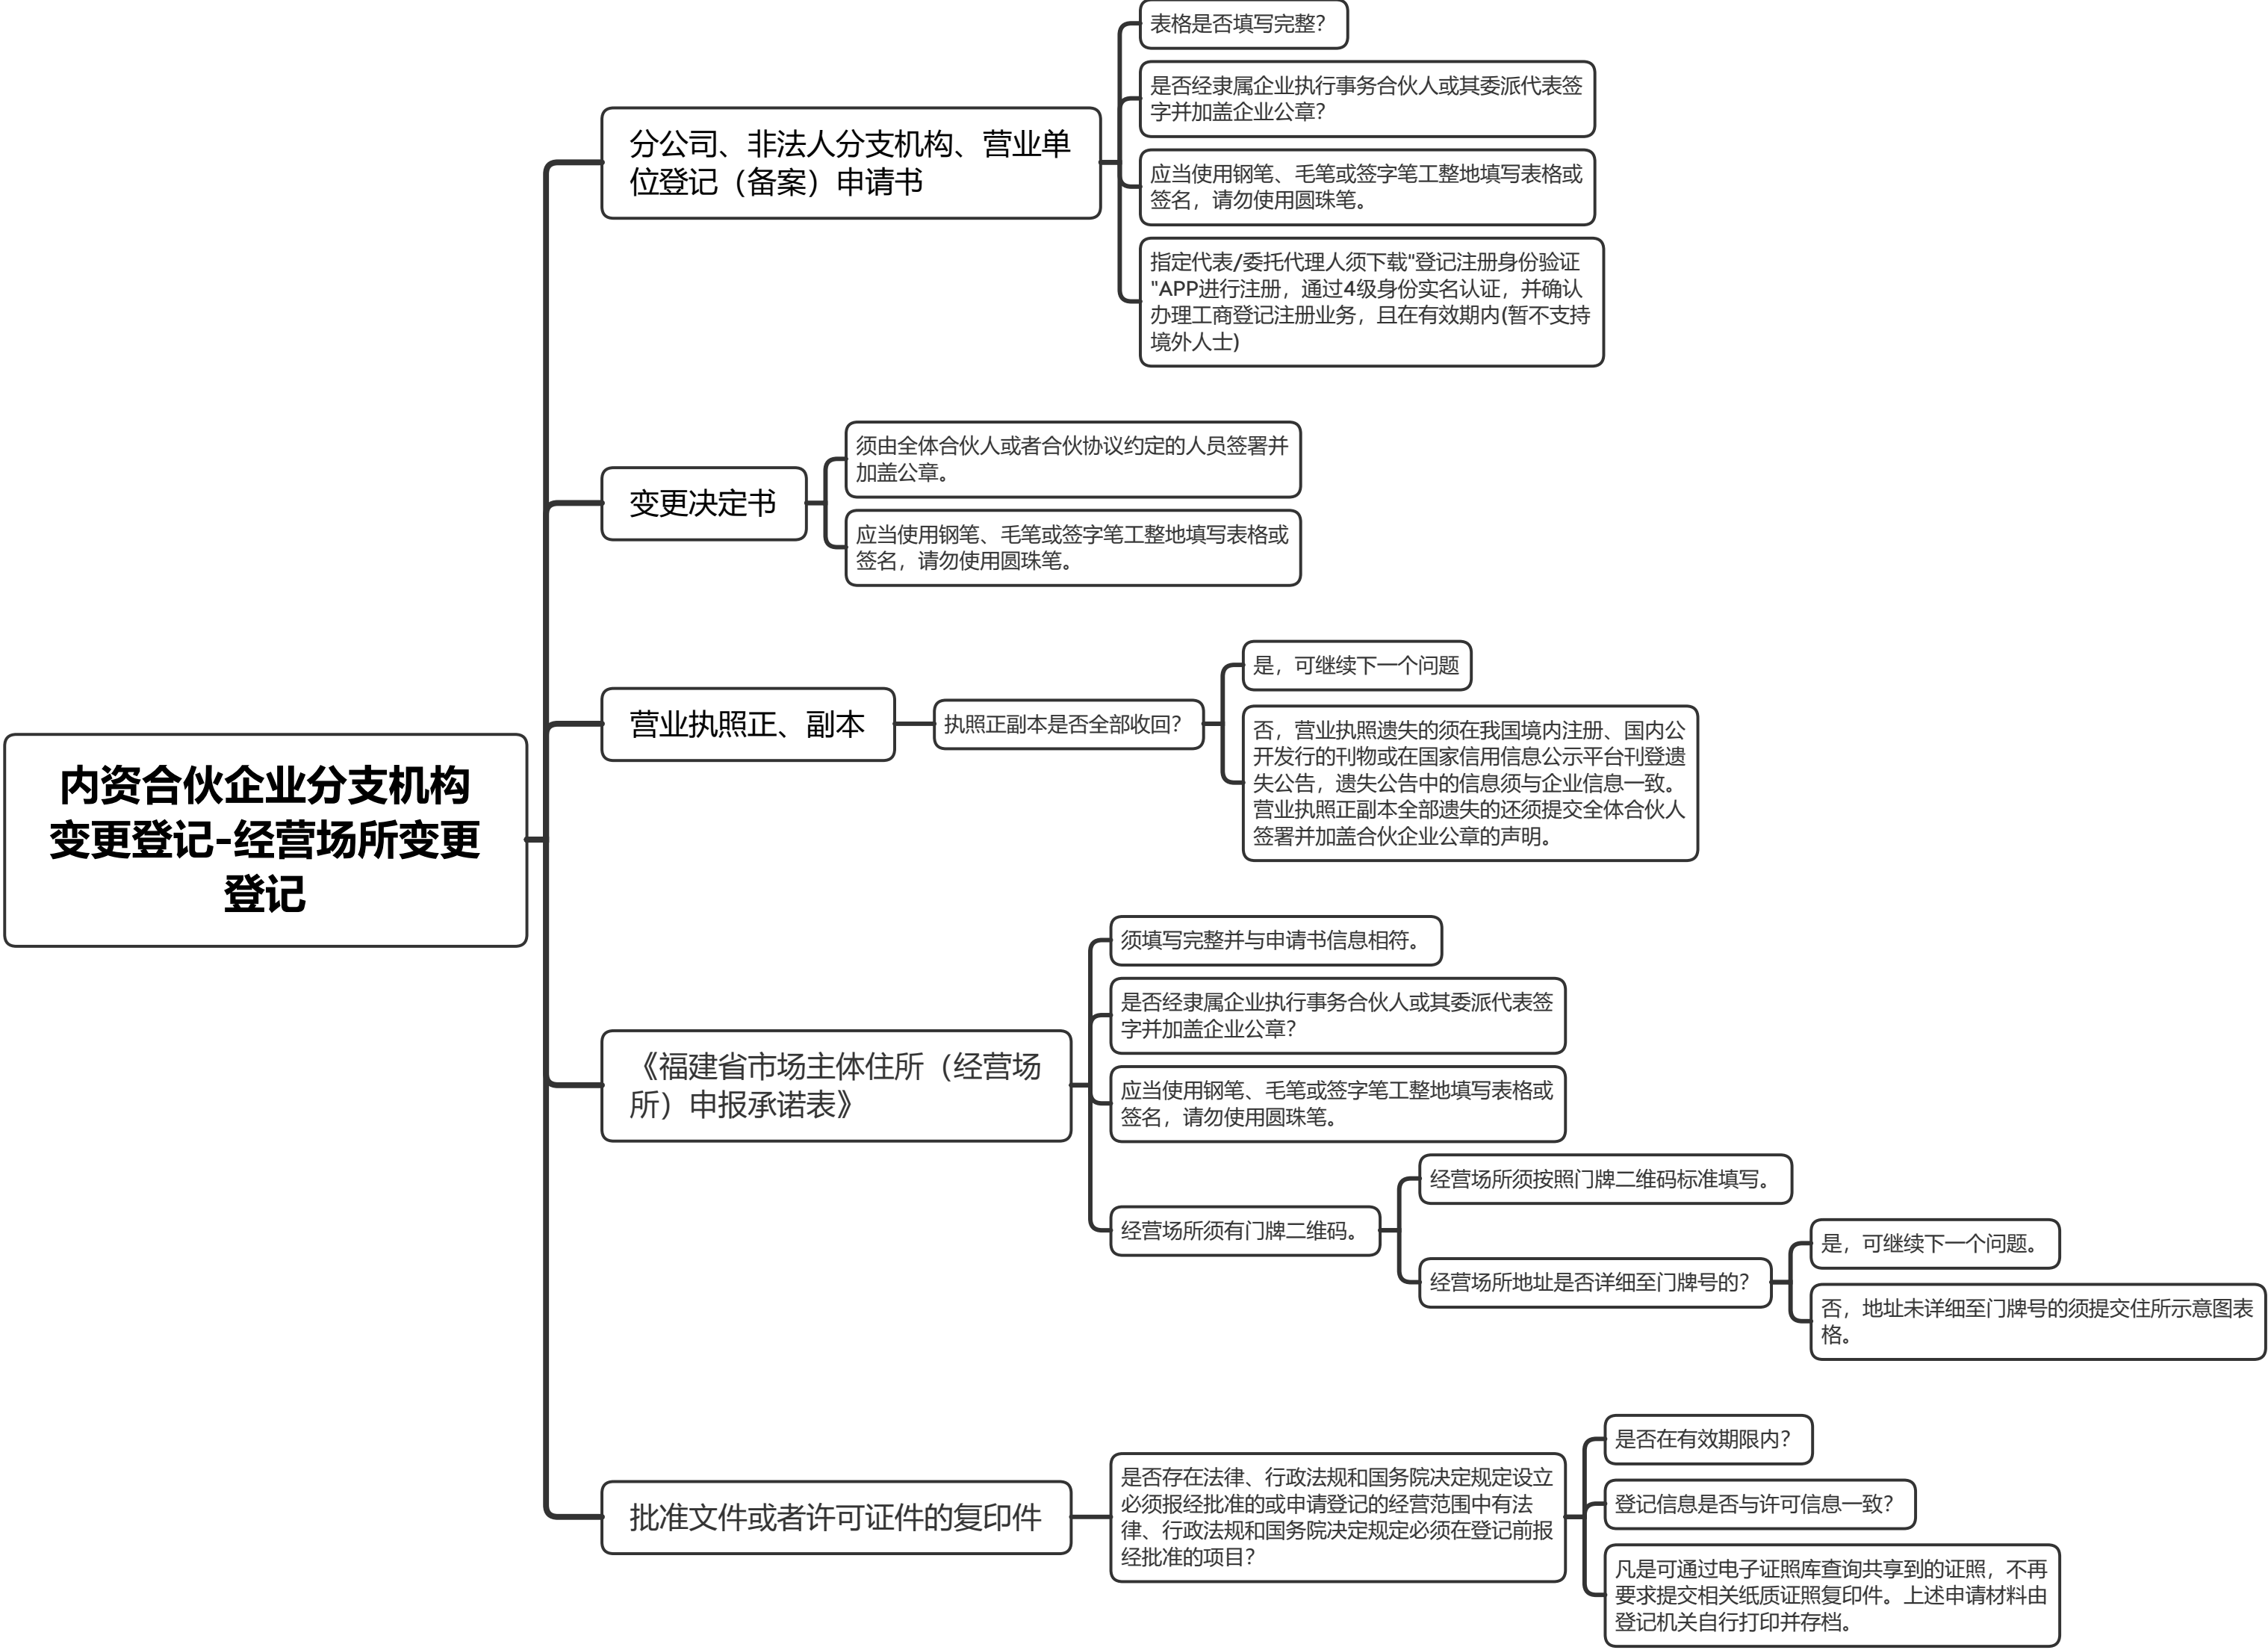 内资合伙企业分支机构
变更登记-经营场所变更
登记
分公司、非法人分支机构、营业单
位登记（备案）申请书
表格是否填写完整？
是否经隶属企业执行事务合伙人或其委派代表签
字并加盖企业公章？
应当使用钢笔、毛笔或签字笔工整地填写表格或
签名，请勿使用圆珠笔。
指定代表/委托代理人须下载"登记注册身份验证
"APP进行注册，通过4级身份实名认证，并确认
办理工商登记注册业务，且在有效期内(暂不支持
境外人士)
变更决定书
须由全体合伙人或者合伙协议约定的人员签署并
加盖公章。
应当使用钢笔、毛笔或签字笔工整地填写表格或
签名，请勿使用圆珠笔。
营业执照正、副本
执照正副本是否全部收回？
是，可继续下一个问题
否，营业执照遗失的须在我国境内注册、国内公
开发行的刊物或在国家信用信息公示平台刊登遗
失公告，遗失公告中的信息须与企业信息一致。
营业执照正副本全部遗失的还须提交全体合伙人
签署并加盖合伙企业公章的声明。
《福建省市场主体住所（经营场
所）申报承诺表》
须填写完整并与申请书信息相符。
是否经隶属企业执行事务合伙人或其委派代表签
字并加盖企业公章？
应当使用钢笔、毛笔或签字笔工整地填写表格或
签名，请勿使用圆珠笔。
经营场所须有门牌二维码。
经营场所须按照门牌二维码标准填写。
经营场所地址是否详细至门牌号的？
是，可继续下一个问题。
否，地址未详细至门牌号的须提交住所示意图表
格。
批准文件或者许可证件的复印件
是否存在法律、行政法规和国务院决定规定设立
必须报经批准的或申请登记的经营范围中有法
律、行政法规和国务院决定规定必须在登记前报
经批准的项目？
是否在有效期限内？
登记信息是否与许可信息一致？
凡是可通过电子证照库查询共享到的证照，不再
要求提交相关纸质证照复印件。上述申请材料由
登记机关自行打印并存档。